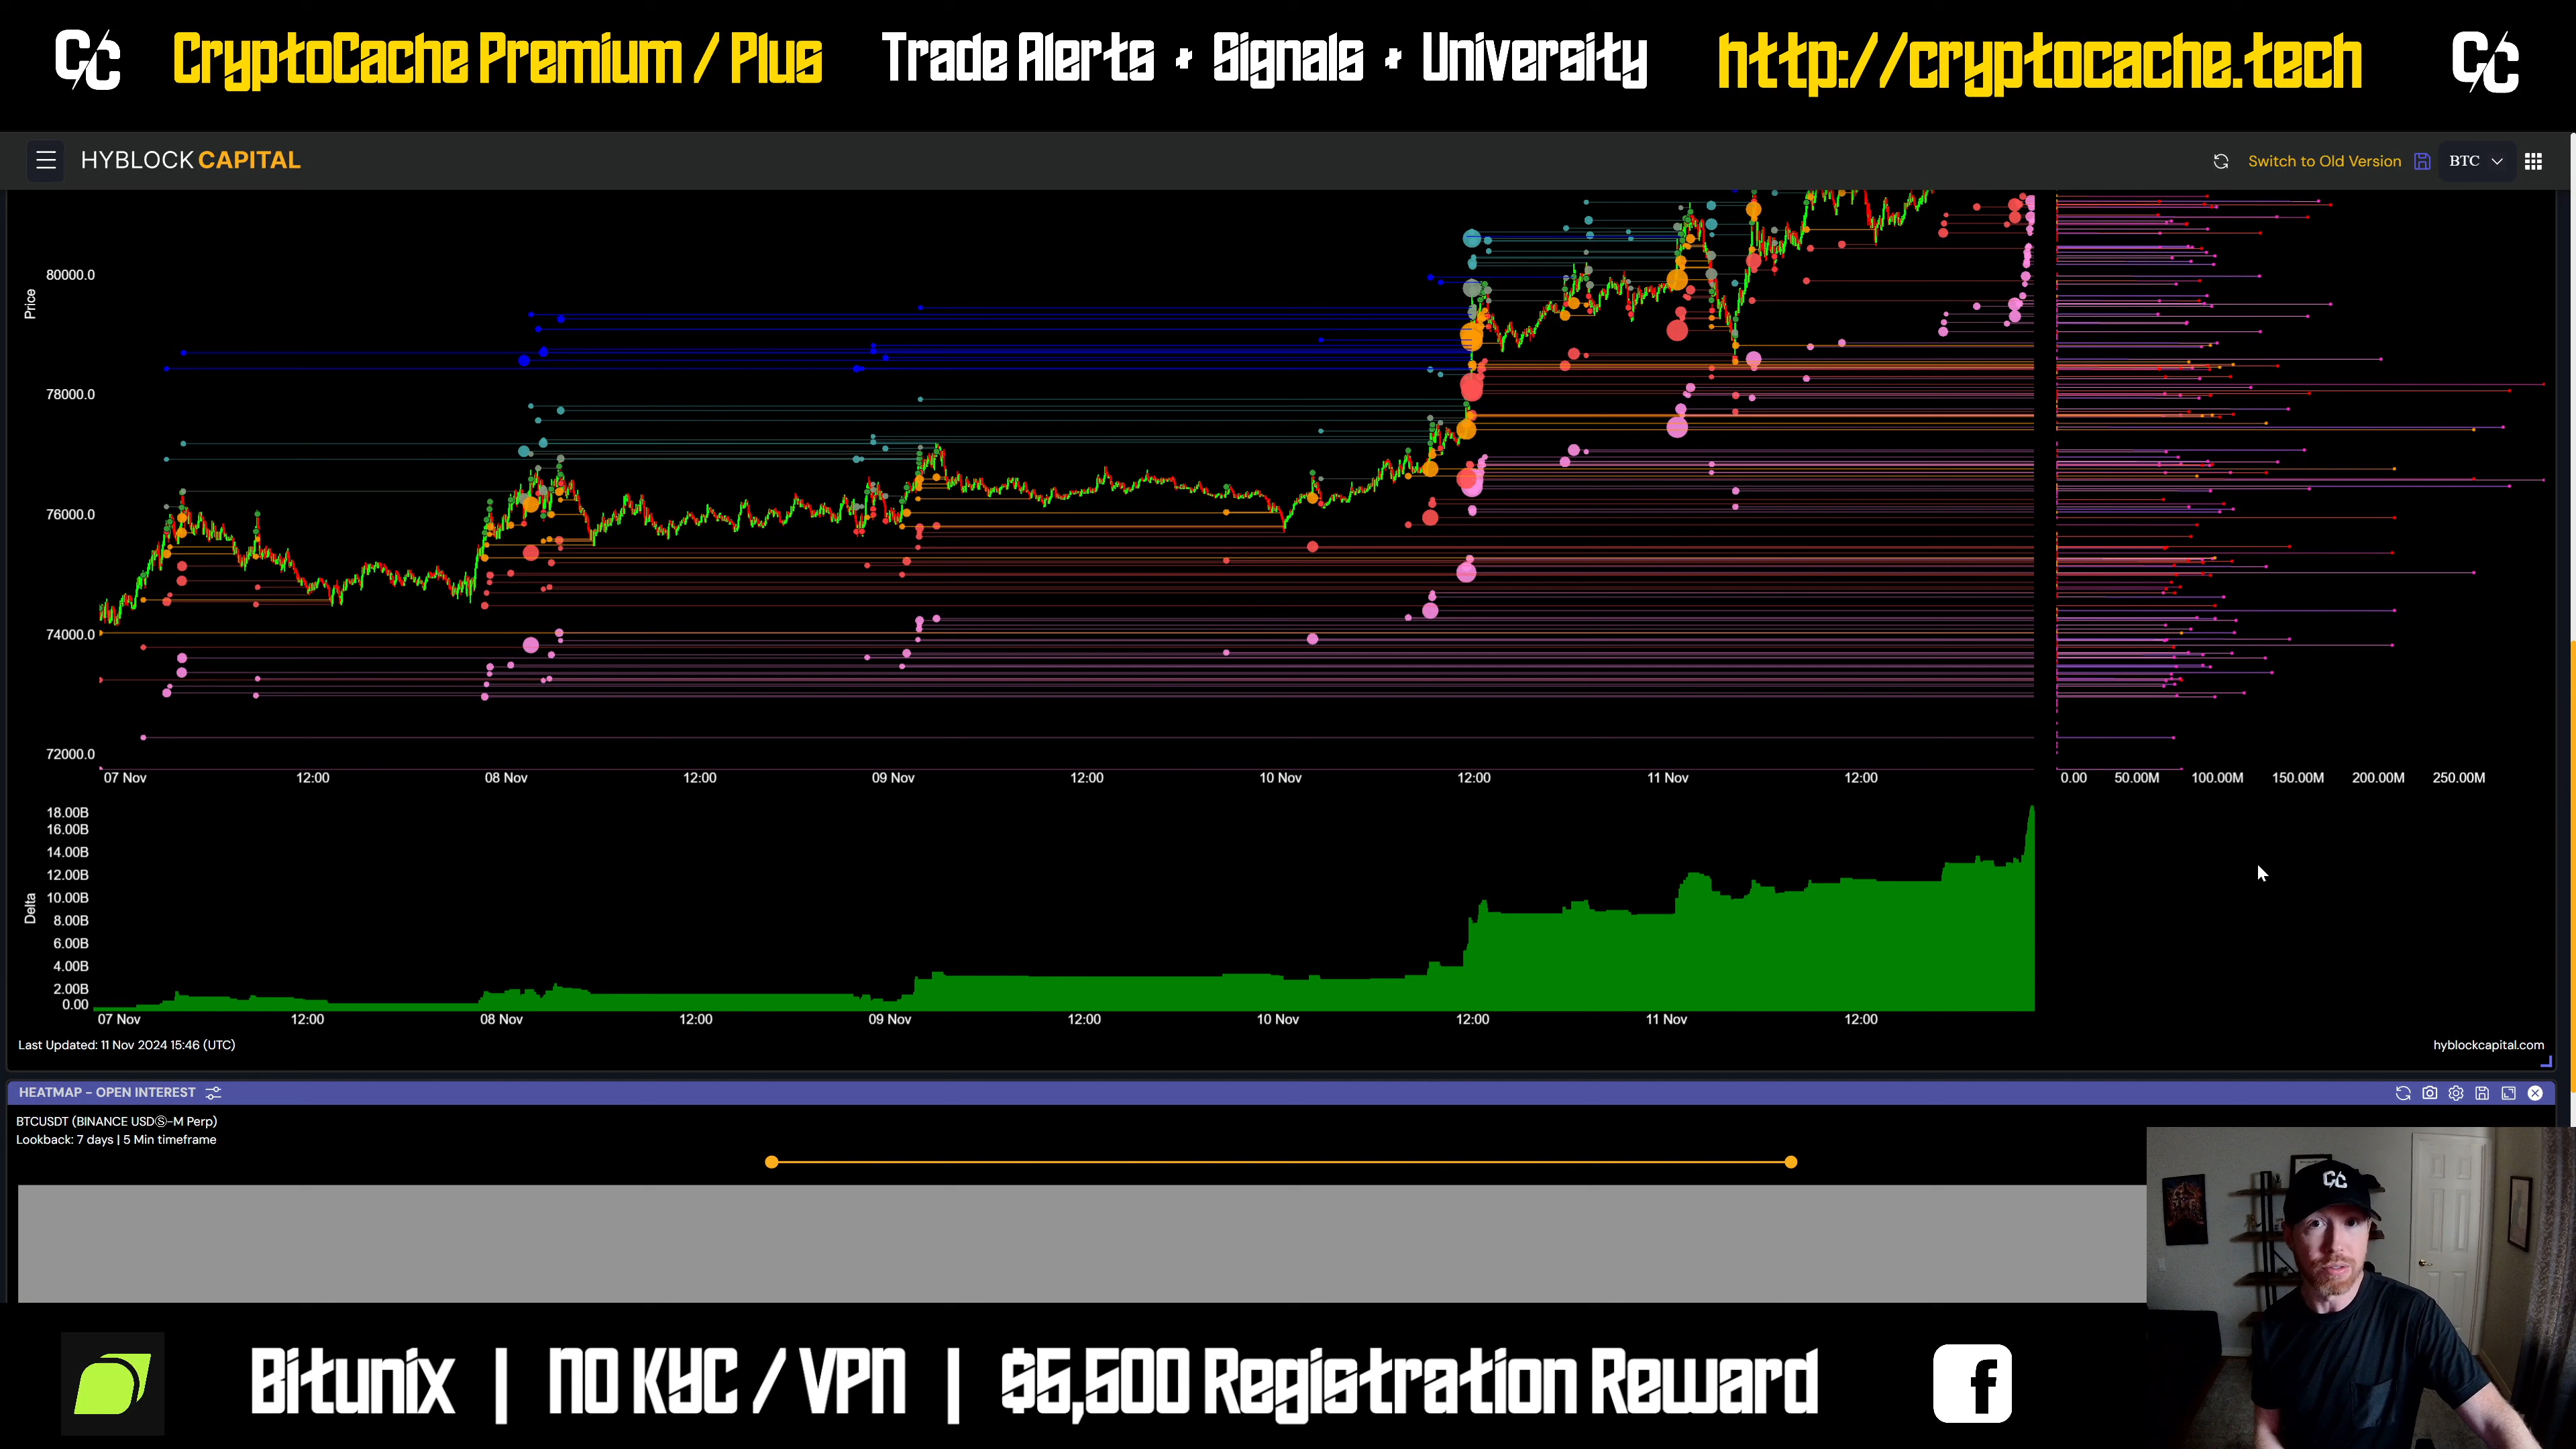 CC CryptoCache Premium / Plus Trade Alerts + Signals + University http://cryptocache.tech CC
HYBLOCK CAPITAL
Switch to Old Version BTC
Price
80000.0
78000.0
76000.0
74000.0
72000.0
07 Nov 12:00 08 Nov 12:00 09 Nov 12:00 10 Nov 12:00 11 Nov 12:00
0.00 50.00M 100.00M 150.00M 200.00M 250.00M
Delta
18.00B
16.00B
14.00B
12.00B
10.00B
8.00B
6.00B
4.00B
2.00B
0.00
07 Nov 12:00 08 Nov 12:00 09 Nov 12:00 10 Nov 12:00 11 Nov 12:00
Last Updated: 11 Nov 2024 15:46 (UTC)
hyblockcapital.com
HEATMAP - OPEN INTEREST
BTCUSDT (BINANCE USDⓈ-M Perp)
Lookback: 7 days | 5 Min timeframe
CC
Bitunix | NO KYC / VPN | $5,500 Registration Reward f